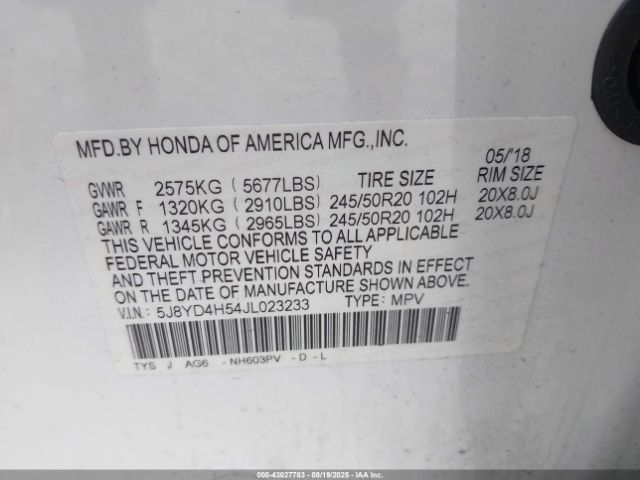 MFD.BY HONDA OF AMERICA MFG.,INC.
05/'18
GVWR 2575KG ( 5677LBS) TIRE SIZE RIM SIZE
GAWR F 1320KG ( 2910LBS) 245/50R20 102H 20X8.0J
GAWR R 1345KG ( 2965LBS) 245/50R20 102H 20X8.0J
THIS VEHICLE CONFORMS TO ALL APPLICABLE
FEDERAL MOTOR VEHICLE SAFETY
AND THEFT PREVENTION STANDARDS IN EFFECT
ON THE DATE OF MANUFACTURE SHOWN ABOVE.
V.I.N.: 5J8YD4H54JL023233 TYPE: MPV
TYS J AG6 -NH603PV -D-L
000-43027783 - 08/19/2025 - IAA Inc.